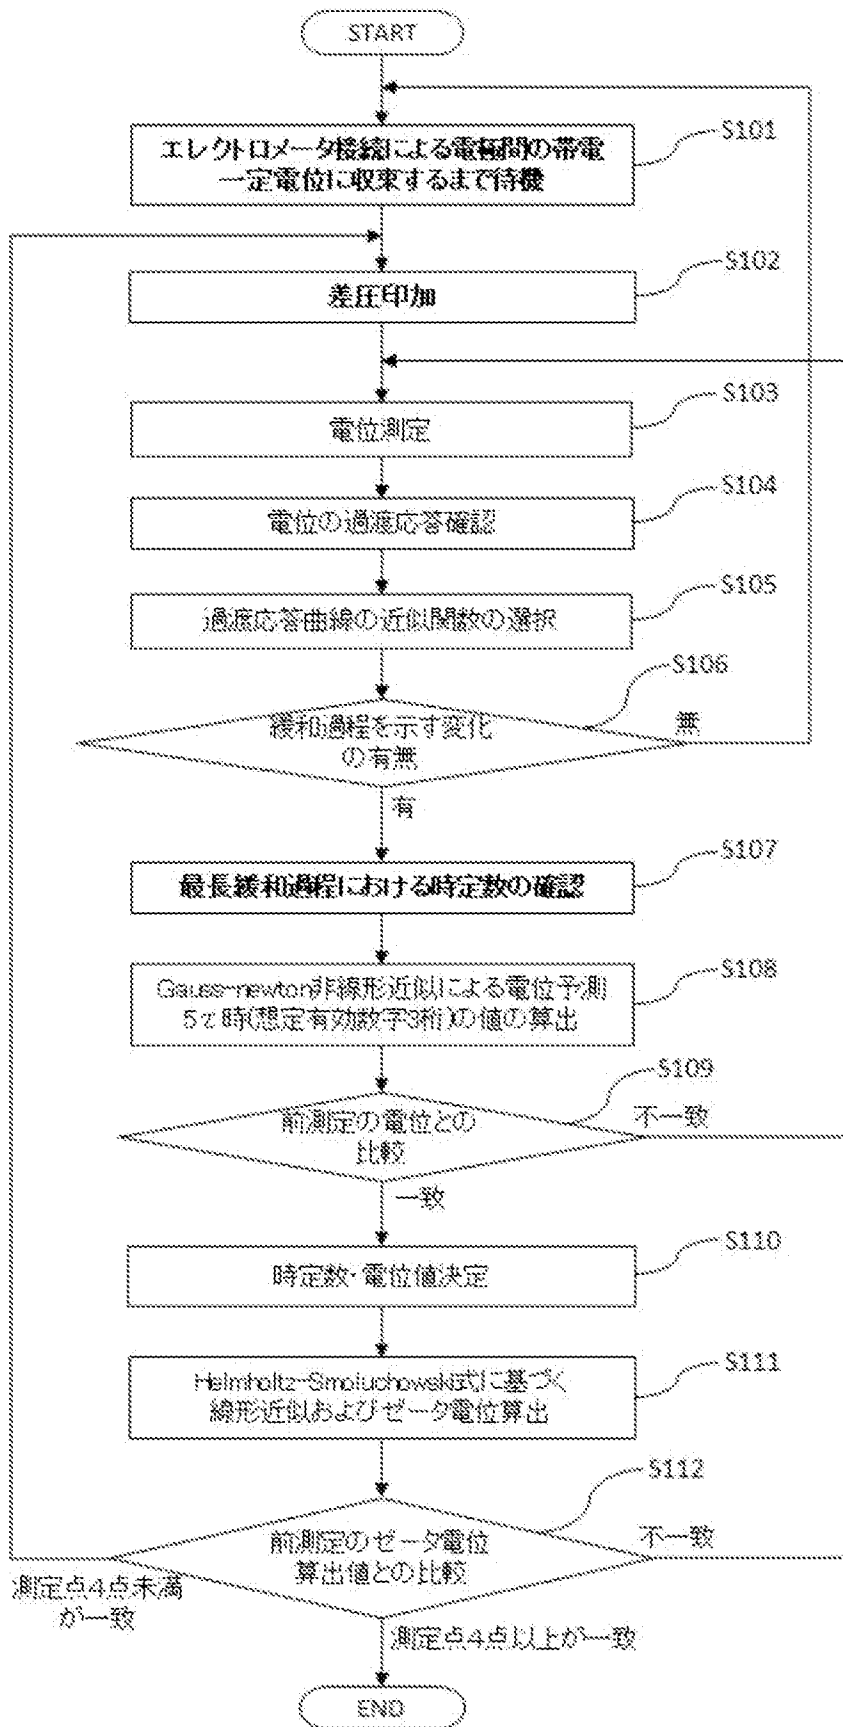 START
S101
エレクトロメータ接続による電極間の帯電
一定電位に収束するまで待機
S102
差圧印加
S103
電位測定
S104
電位の過渡応答確認
S105
過渡応答曲線の近似関数の選択
S106
緩和過程を示す変化
の有無
無
有
S107
最長緩和過程における時定数の確認
S108
Gauss-newton非線形近似による電位予測
5τ時(想定有効数字3桁)の値の算出
S109
前測定の電位との
比較
不一致
一致
S110
時定数・電位値決定
S111
Helmholtz-Smoluchowski式に基づく
線形近似およびゼータ電位算出
S112
前測定のゼータ電位
算出値との比較
不一致
測定点4点未満
が一致
測定点4点以上が一致
END